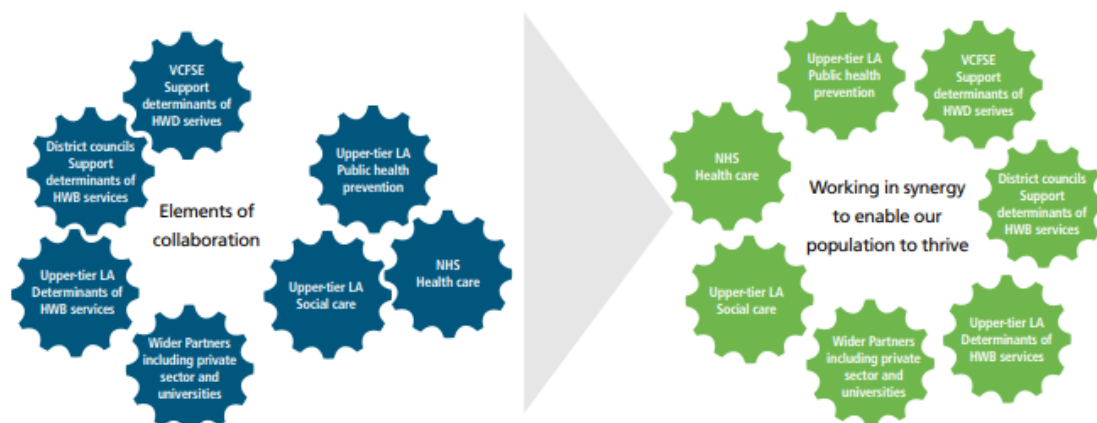 VCFSE
Support
determinants of
HWD serives
District councils
Support
determinants of
HWB services
Upper-tier LA
Determinants of
HWB services
Wider Partners
including private
sector and
universities
Elements of
collaboration
Upper-tier LA
Public health
prevention
Upper-tier LA
Social care
NHS
Health care
Upper-tier LA
Public health
prevention
VCFSE
Support
determinants of
HWD serives
NHS
Health care
District councils
Support
determinants of
HWB services
Working in synergy
to enable our
population to thrive
Upper-tier LA
Social care
Wider Partners
including private
sector and
universities
Upper-tier LA
Determinants of
HWB services